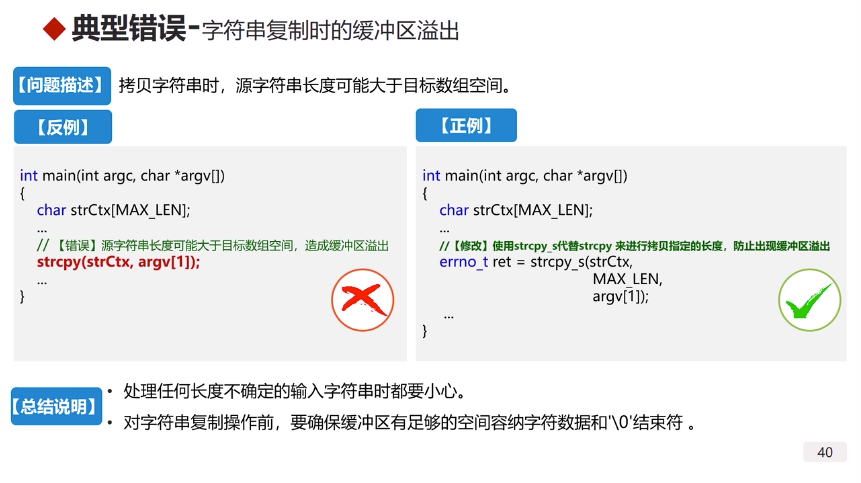 典型错误-字符串复制时的缓冲区溢出
【问题描述】 拷贝字符串时，源字符串长度可能大于目标数组空间。
【反例】
int main(int argc, char *argv[])
{
char strCtx[MAX_LEN];
...
// 【错误】源字符串长度可能大于目标数组空间，造成缓冲区溢出
strcpy(strCtx, argv[1]);
...
}
【正例】
int main(int argc, char *argv[])
{
char strCtx[MAX_LEN];
...
//【修改】使用strcpy_s代替strcpy 来进行拷贝指定的长度，防止出现缓冲区溢出
errno_t ret = strcpy_s(strCtx,
MAX_LEN,
argv[1]);
...
}
【总结说明】
• 处理任何长度不确定的输入字符串时都要小心。
• 对字符串复制操作前，要确保缓冲区有足够的空间容纳字符数据和'\0'结束符 。
40